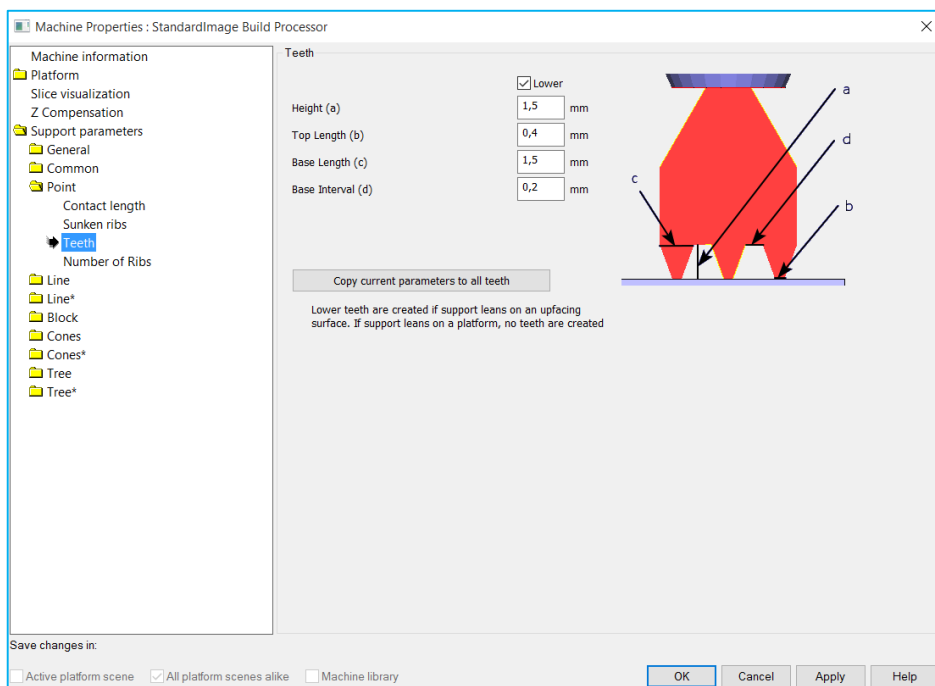 Machine Properties : StandardImage Build Processor
Machine information
Platform
Slice visualization
Z Compensation
Support parameters
General
Common
Point
Contact length
Sunken ribs
Teeth
Number of Ribs
Line
Line*
Block
Cones
Cones*
Tree
Tree*
Teeth
Lower
Height (a) 1,5 mm
Top Length (b) 0,4 mm
Base Length (c) 1,5 mm
Base Interval (d) 0,2 mm
a
d
c
b
Copy current parameters to all teeth
Lower teeth are created if support leans on an upfacing
surface. If support leans on a platform, no teeth are created
Save changes in:
Active platform scene All platform scenes alike Machine library
OK Cancel Apply Help